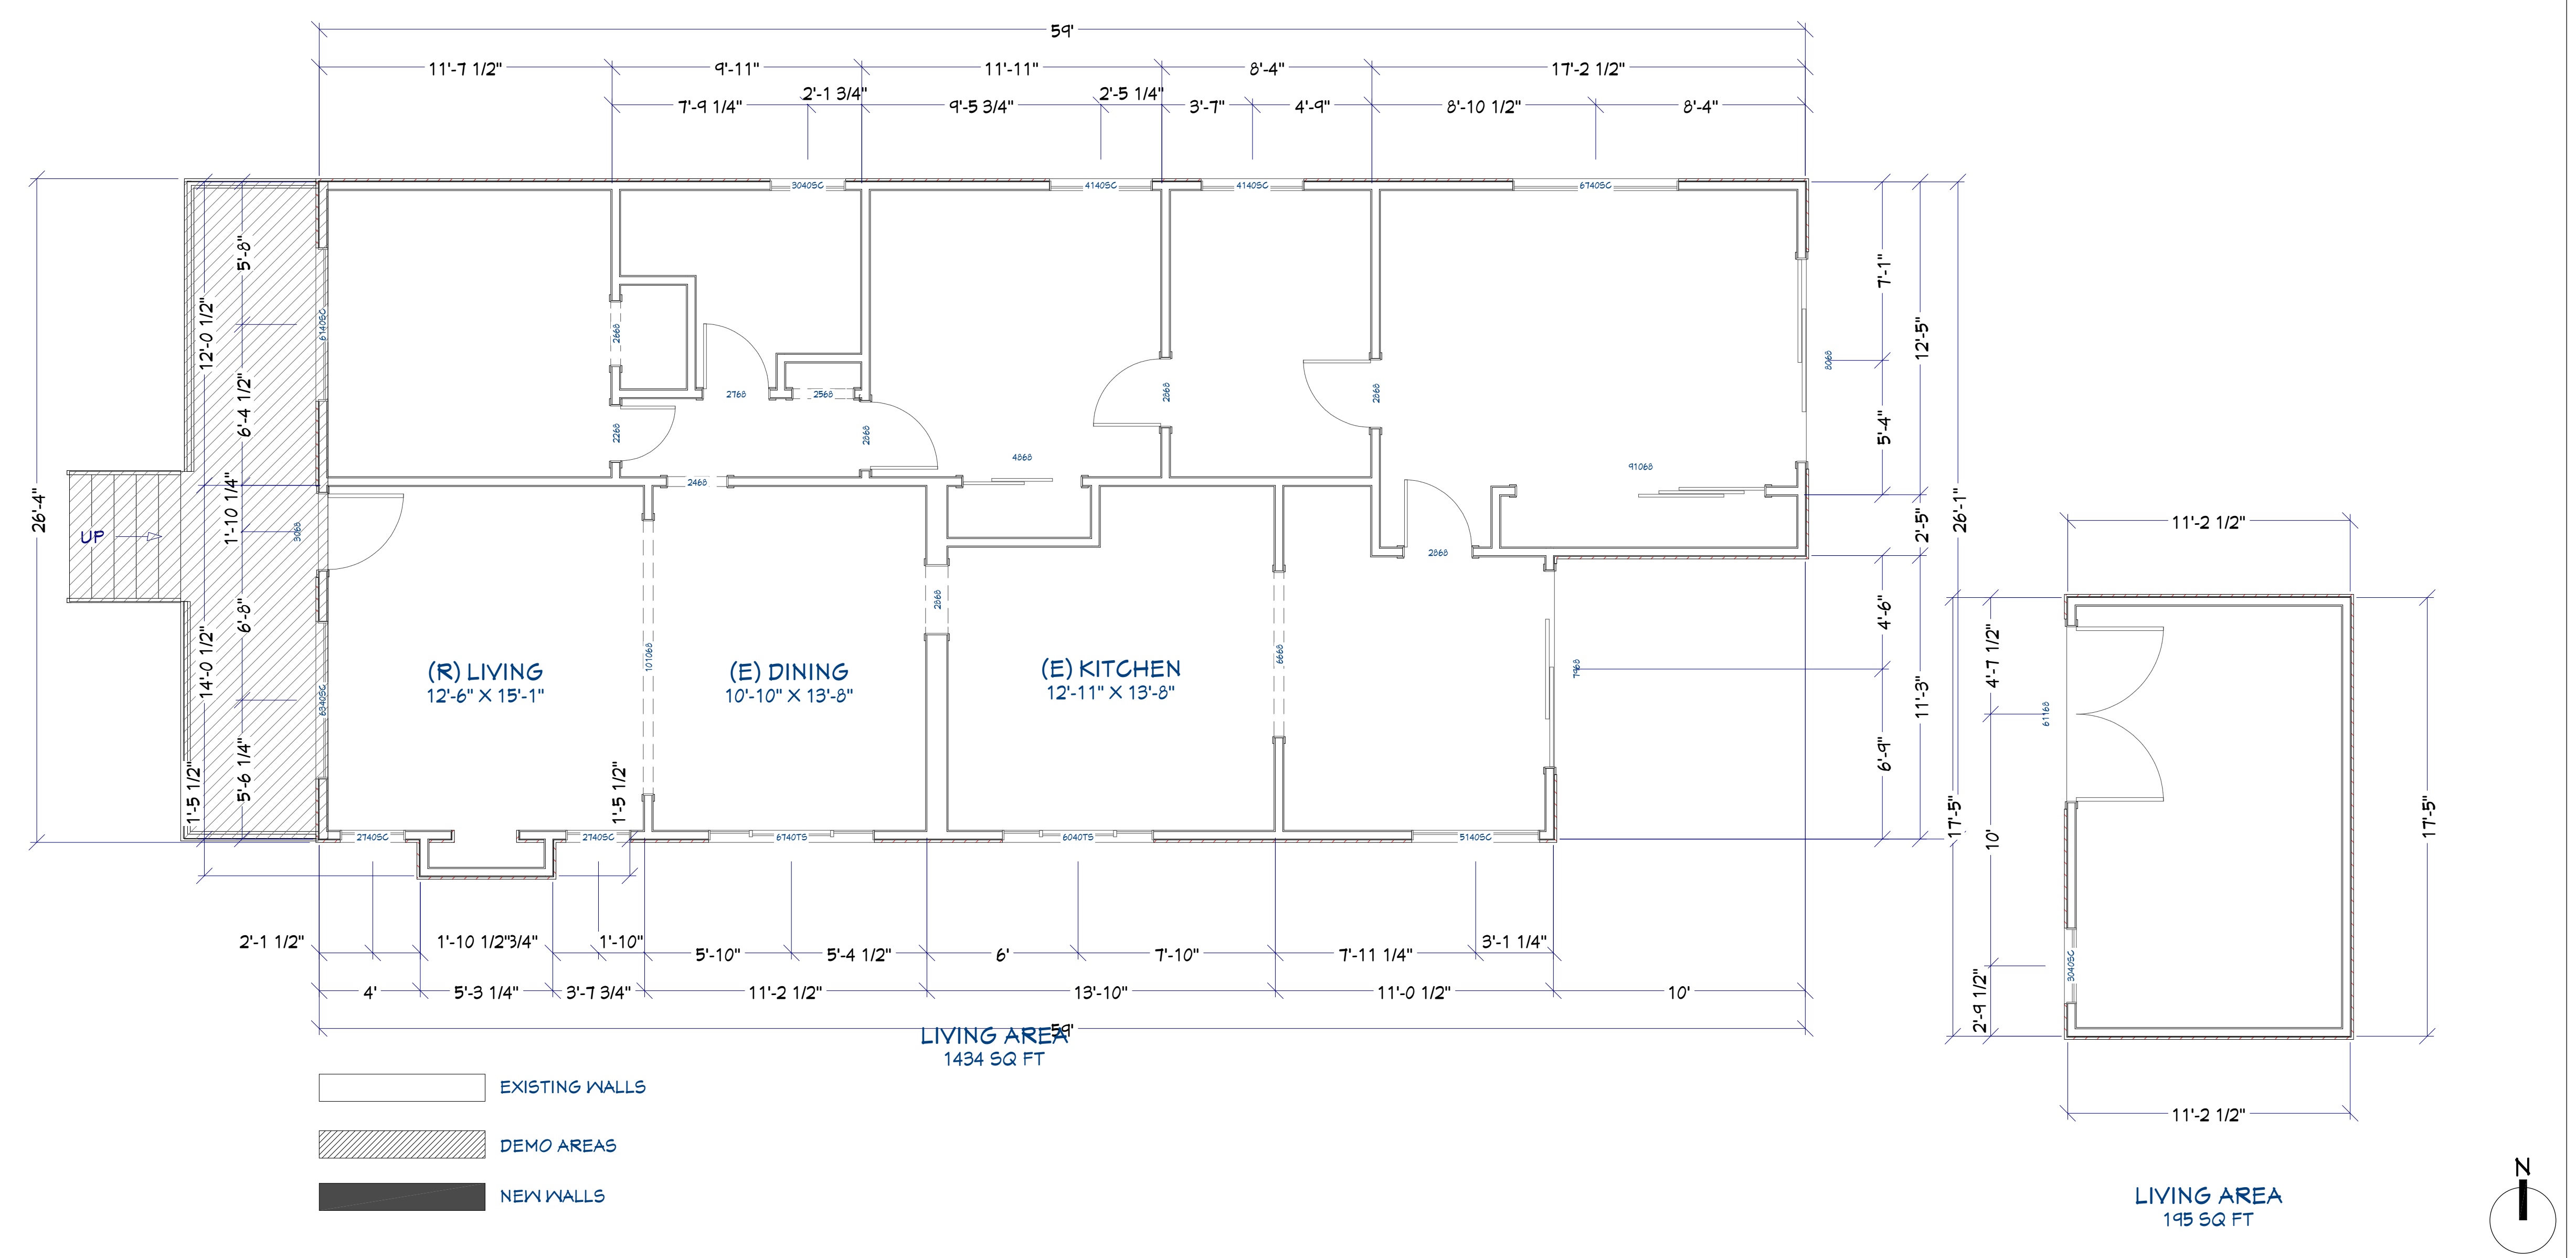 59'
11'-7 1/2"
9'-11"
11'-11"
8'-4"
17'-2 1/2"
7'-9 1/4"
2'-1 3/4"
9'-5 3/4"
2'-5 1/4"
3'-7"
4'-9"
8'-10 1/2"
8'-4"
3040SC
4140SC
4140SC
6740SC
26'-4"
12'-0 1/2"
14'-0 1/2"
1'-5 1/2"
5'-8"
6'-4 1/2"
1'-10 1/4"
6'-8"
5'-6 1/4"
6140SC
3068
6340SC
UP
2668
2268
2768
2568
2868
2468
4868
2868
2868
91068
8068
2868
7'-1"
5'-4"
4'-6"
6'-9"
12'-5"
2'-5"
11'-3"
26'-1"
(R) LIVING
12'-6" X 15'-1"
101068
(E) DINING
10'-10" X 13'-8"
2868
(E) KITCHEN
12'-11" X 13'-8"
6668
7968
1'-5 1/2"
2740SC
2740SC
6740TS
6040TS
5140SC
2'-1 1/2"
1'-10 1/2"
3/4"
1'-10"
5'-10"
5'-4 1/2"
6'
7'-10"
7'-11 1/4"
3'-1 1/4"
4'
5'-3 1/4"
3'-7 3/4"
11'-2 1/2"
13'-10"
11'-0 1/2"
10'
59'
LIVING AREA
1434 SQ FT
EXISTING WALLS
DEMO AREAS
NEW WALLS
11'-2 1/2"
17'-5"
4'-7 1/2"
10'
2'-9 1/2"
61168
3040SC
17'-5"
11'-2 1/2"
LIVING AREA
195 SQ FT
N